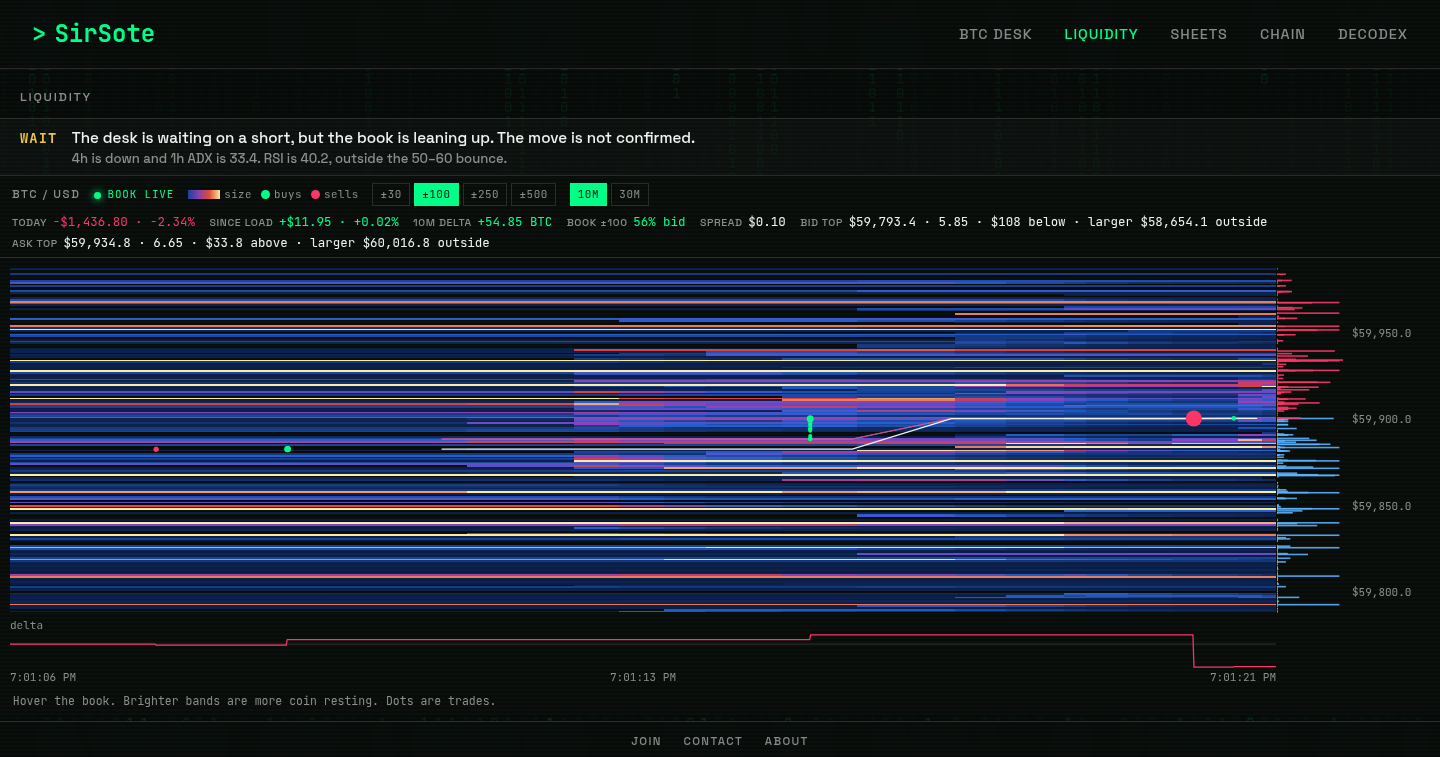 > SirSote
BTC DESK LIQUIDITY SHEETS CHAIN DECODEX
LIQUIDITY
WAIT The desk is waiting on a short, but the book is leaning up. The move is not confirmed.
4h is down and 1h ADX is 33.4. RSI is 40.2, outside the 50–60 bounce.
BTC / USD BOOK LIVE size buys sells ±30 ±100 ±250 ±500 10M 30M
TODAY -$1,436.80 · -2.34% SINCE LOAD +$11.95 · +0.02% 10M DELTA +54.85 BTC BOOK ±100 56% bid SPREAD $0.10 BID TOP $59,793.4 · 5.85 · $108 below · larger $58,654.1 outside
ASK TOP $59,934.8 · 6.65 · $33.8 above · larger $60,016.8 outside
$59,950.0
$59,900.0
$59,850.0
$59,800.0
delta
7:01:06 PM 7:01:13 PM 7:01:21 PM
Hover the book. Brighter bands are more coin resting. Dots are trades.
JOIN CONTACT ABOUT